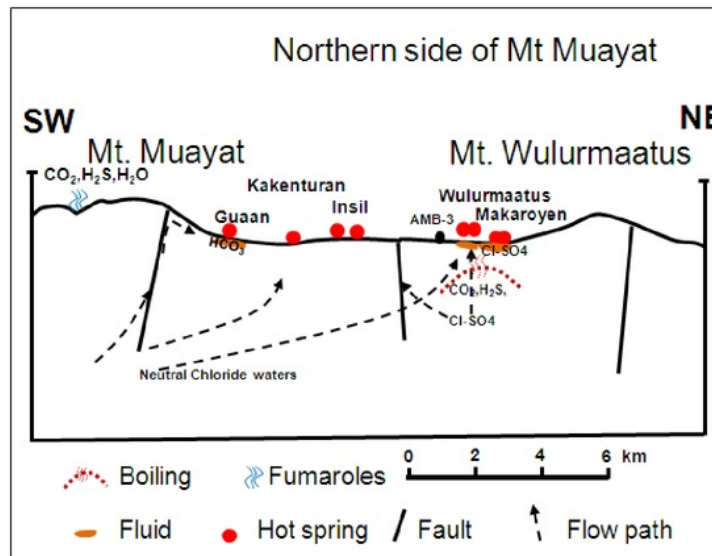 Northern side of Mt Muayat
SW
NE
Mt. Muayat
Mt. Wulurmaatus
CO2,H2S,H2O
Kakenturan
Wulurmaatus
Guaan
Insil
AMB-3
Makaroyen
HCO3
Cl-SO4
CO2,H2S,
Cl-SO4
Neutral Chloride waters
0 2 4 6 km
Boiling
Fumaroles
Fluid
Hot spring
Fault
Flow path